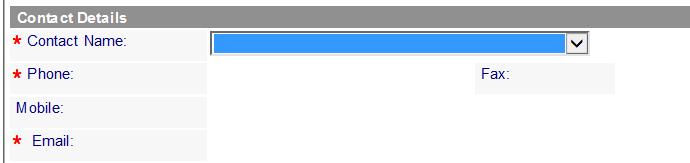 Contact Details
* Contact Name:
* Phone: Fax:
Mobile:
* Email: